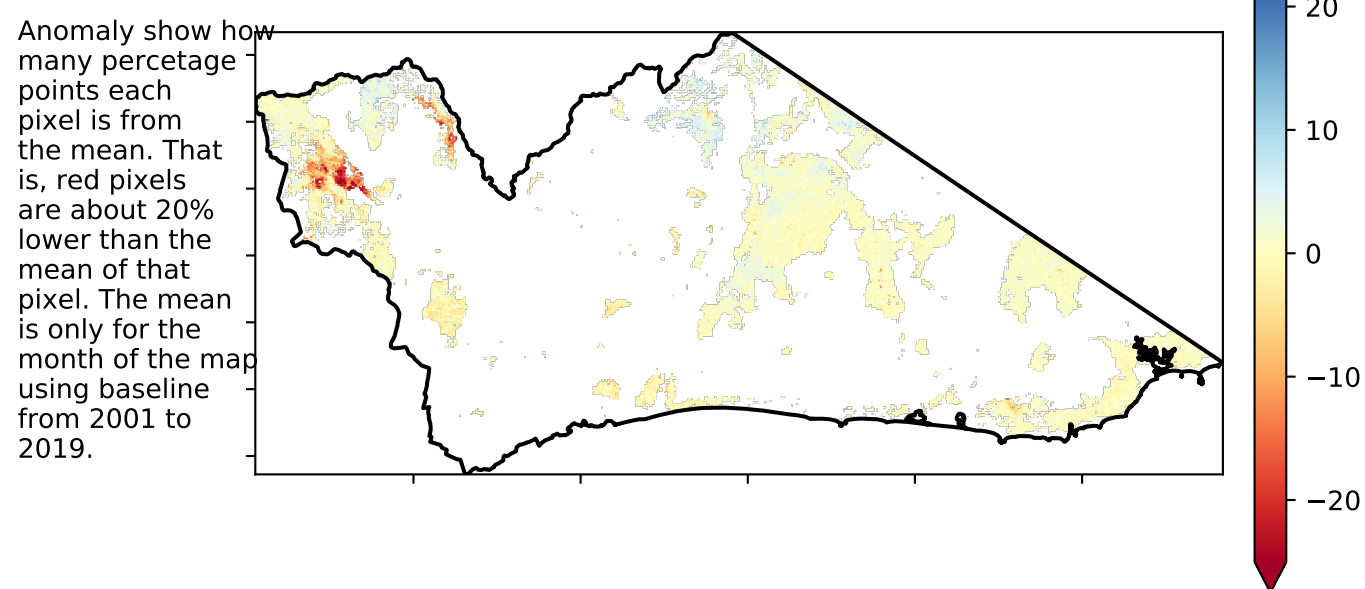 Anomaly show how
many percetage
points each
pixel is from
the mean. That
is, red pixels
are about 20%
lower than the
mean of that
pixel. The mean
is only for the
month of the map
using baseline
from 2001 to
2019.
20
10
0
−10
−20